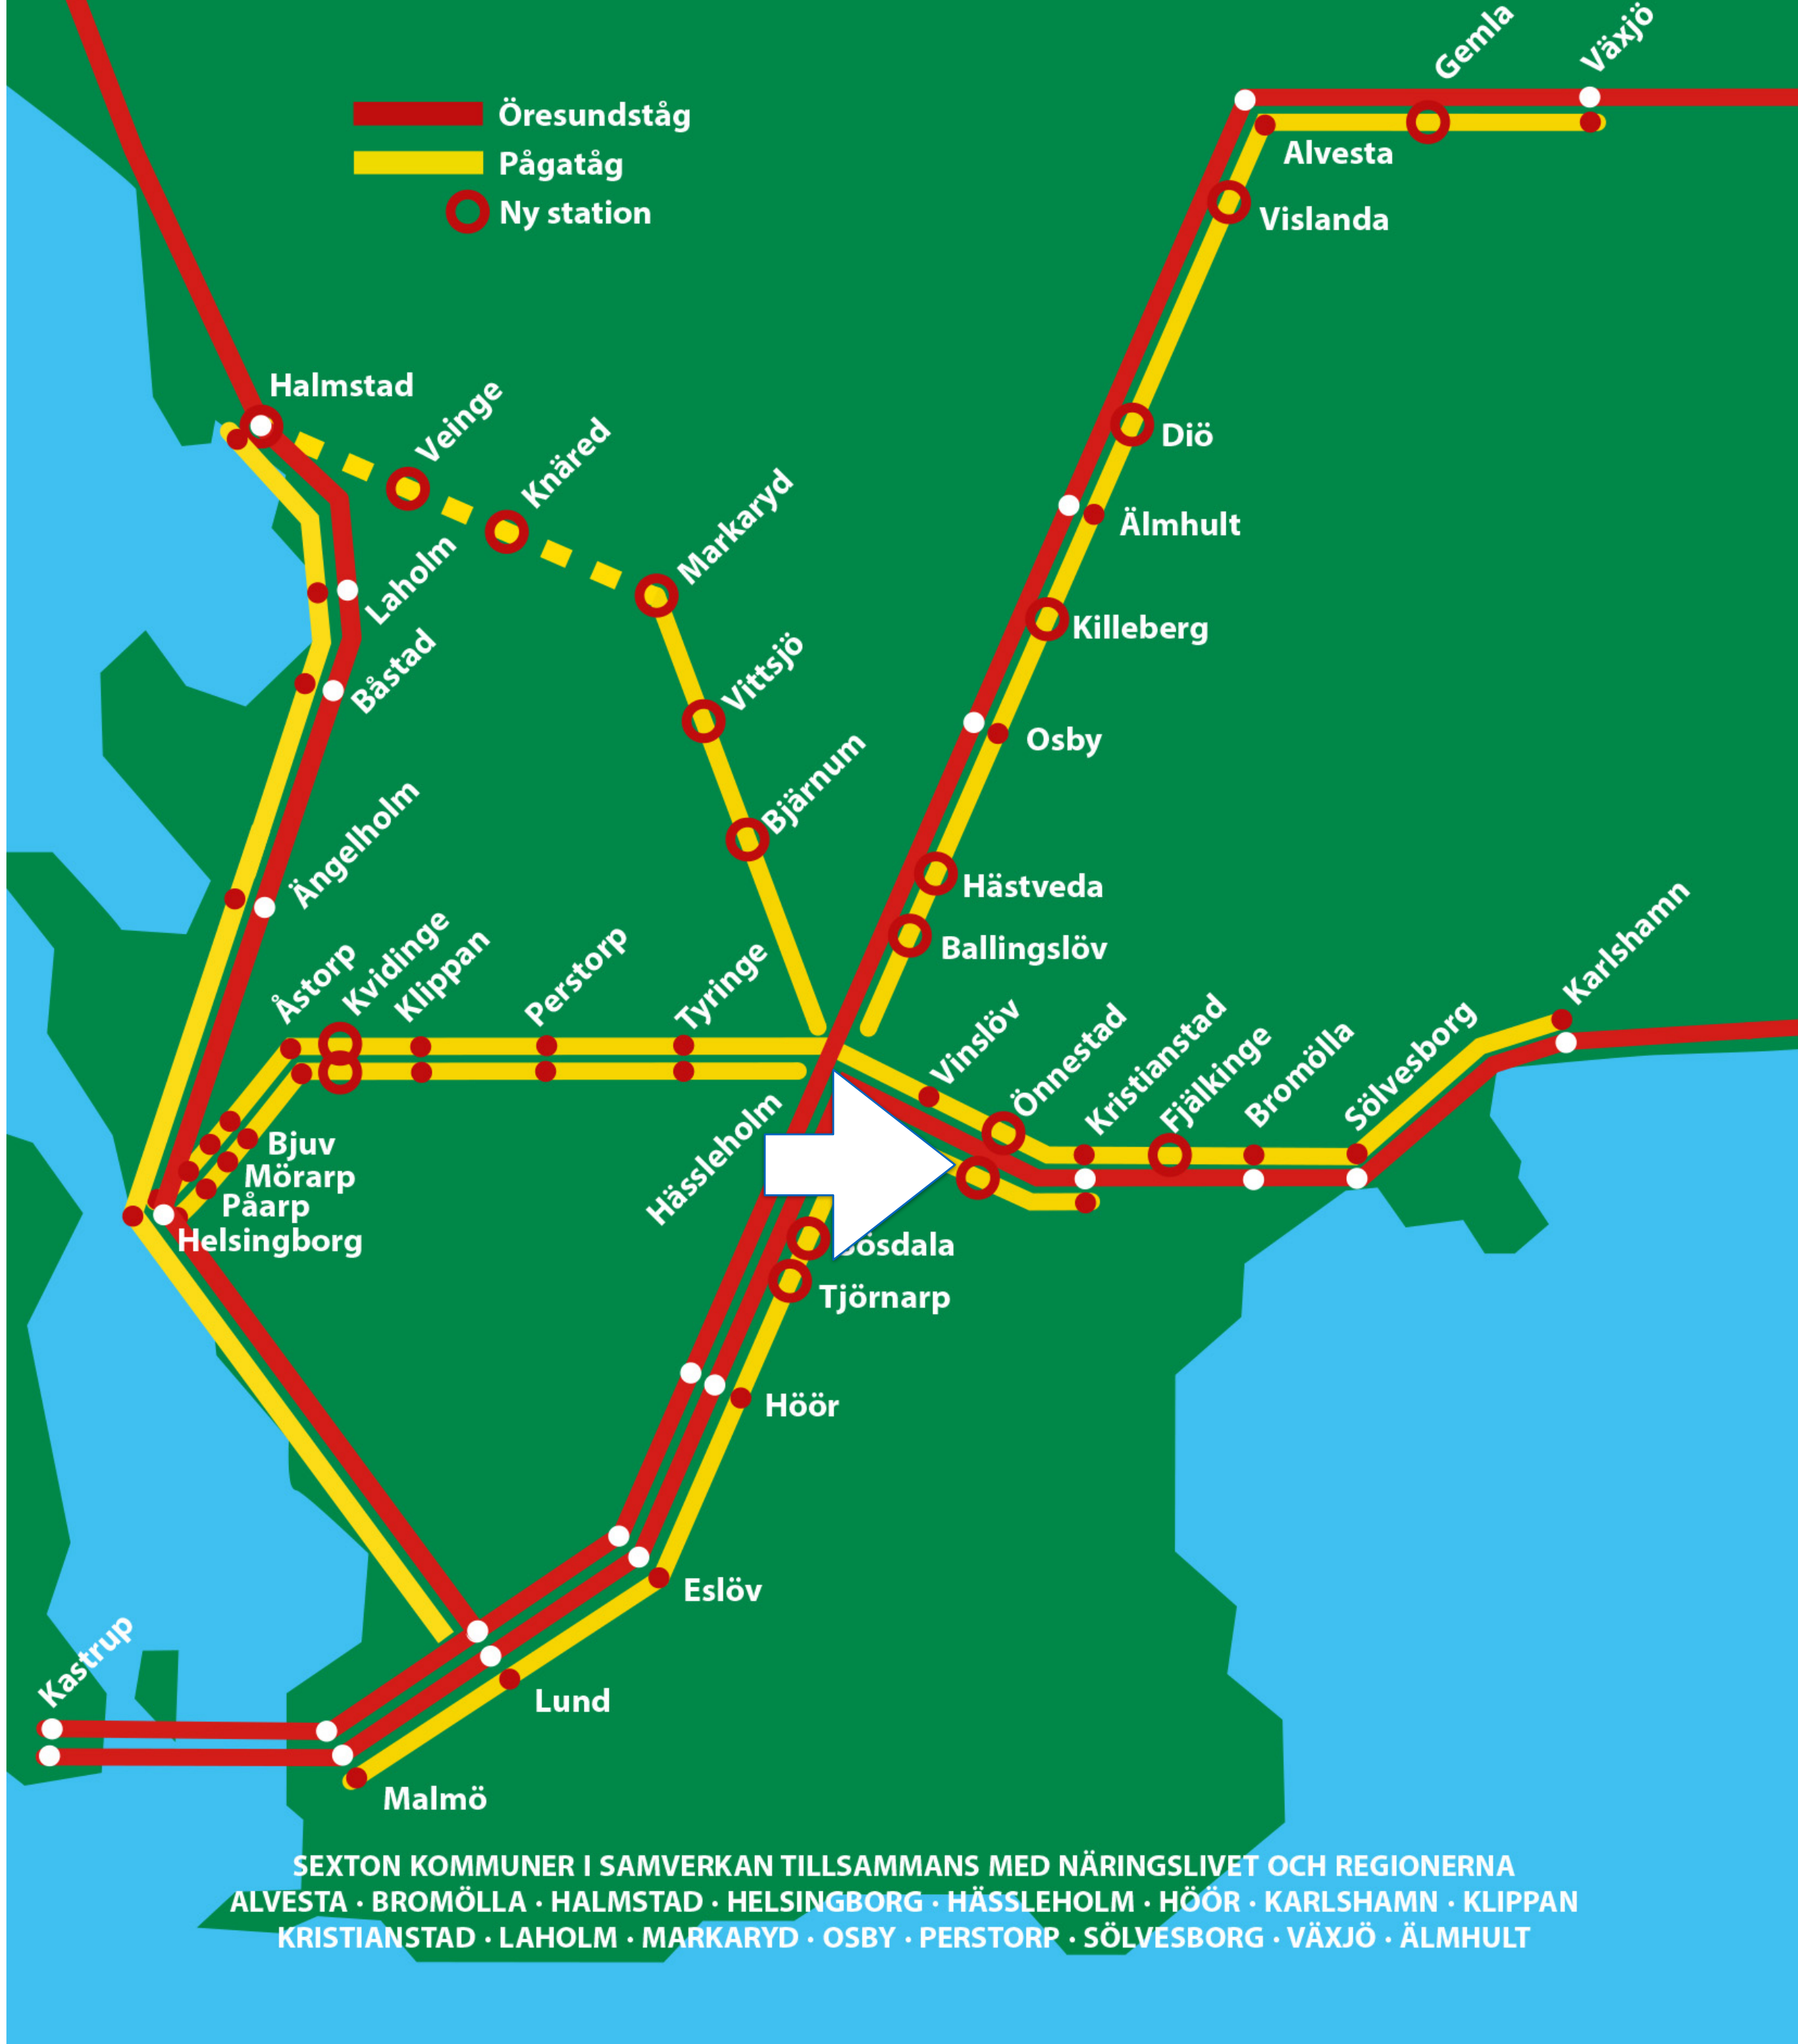 Gemla
Växjö
Öresundståg
Pågatåg
Ny station
Alvesta
Vislanda
Halmstad
Veinge
Knäred
Markaryd
Diö
Älmhult
Laholm
Båstad
Vittsjö
Killeberg
Osby
Bjärnum
Ängelholm
Hästveda
Ballingslöv
Åstorp
Kvidinge
Klippan
Perstorp
Tyringe
Vinslöv
Önnestad
Kristianstad
Fjälkinge
Bromölla
Sölvesborg
Karlshamn
Hässleholm
Bjuv
Mörarp
Påarp
Helsingborg
ösdala
Tjörnarp
Höör
Eslöv
Kastrup
Lund
Malmö
SEXTON KOMMUNER I SAMVERKAN TILLSAMMANS MED NÄRINGSLIVET OCH REGIONERNA
ALVESTA • BROMÖLLA • HALMSTAD • HELSINGBORG • HÄSSLEHOLM • HÖÖR • KARLSHAMN • KLIPPAN
KRISTIANSTAD • LAHOLM • MARKARYD • OSBY • PERSTORP • SÖLVESBORG • VÄXJÖ • ÄLMHULT